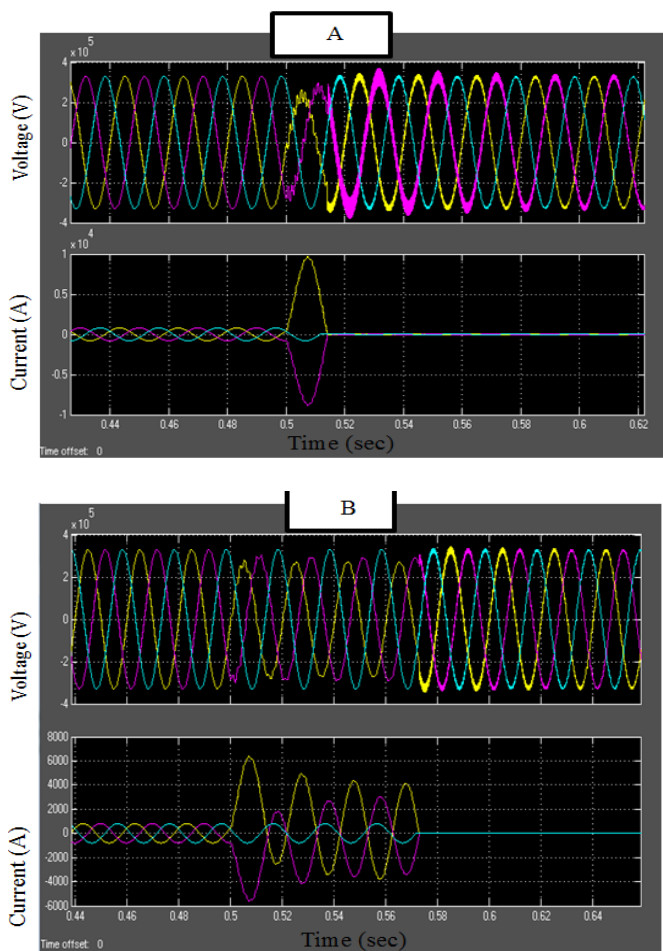 A
x 10^5
4
2
0
-2
-4
Voltage (V)
x 10^4
1
0.5
0
-0.5
-1
Current (A)
0.44 0.46 0.48 0.5 0.52 0.54 0.56 0.58 0.6 0.62
Time (sec)
Time offset: 0
B
x 10^5
4
2
0
-2
-4
Voltage (V)
8000
6000
4000
2000
0
-2000
-4000
-6000
Current (A)
0.44 0.46 0.48 0.5 0.52 0.54 0.56 0.58 0.6 0.62 0.64
Time (sec)
Time offset: 0